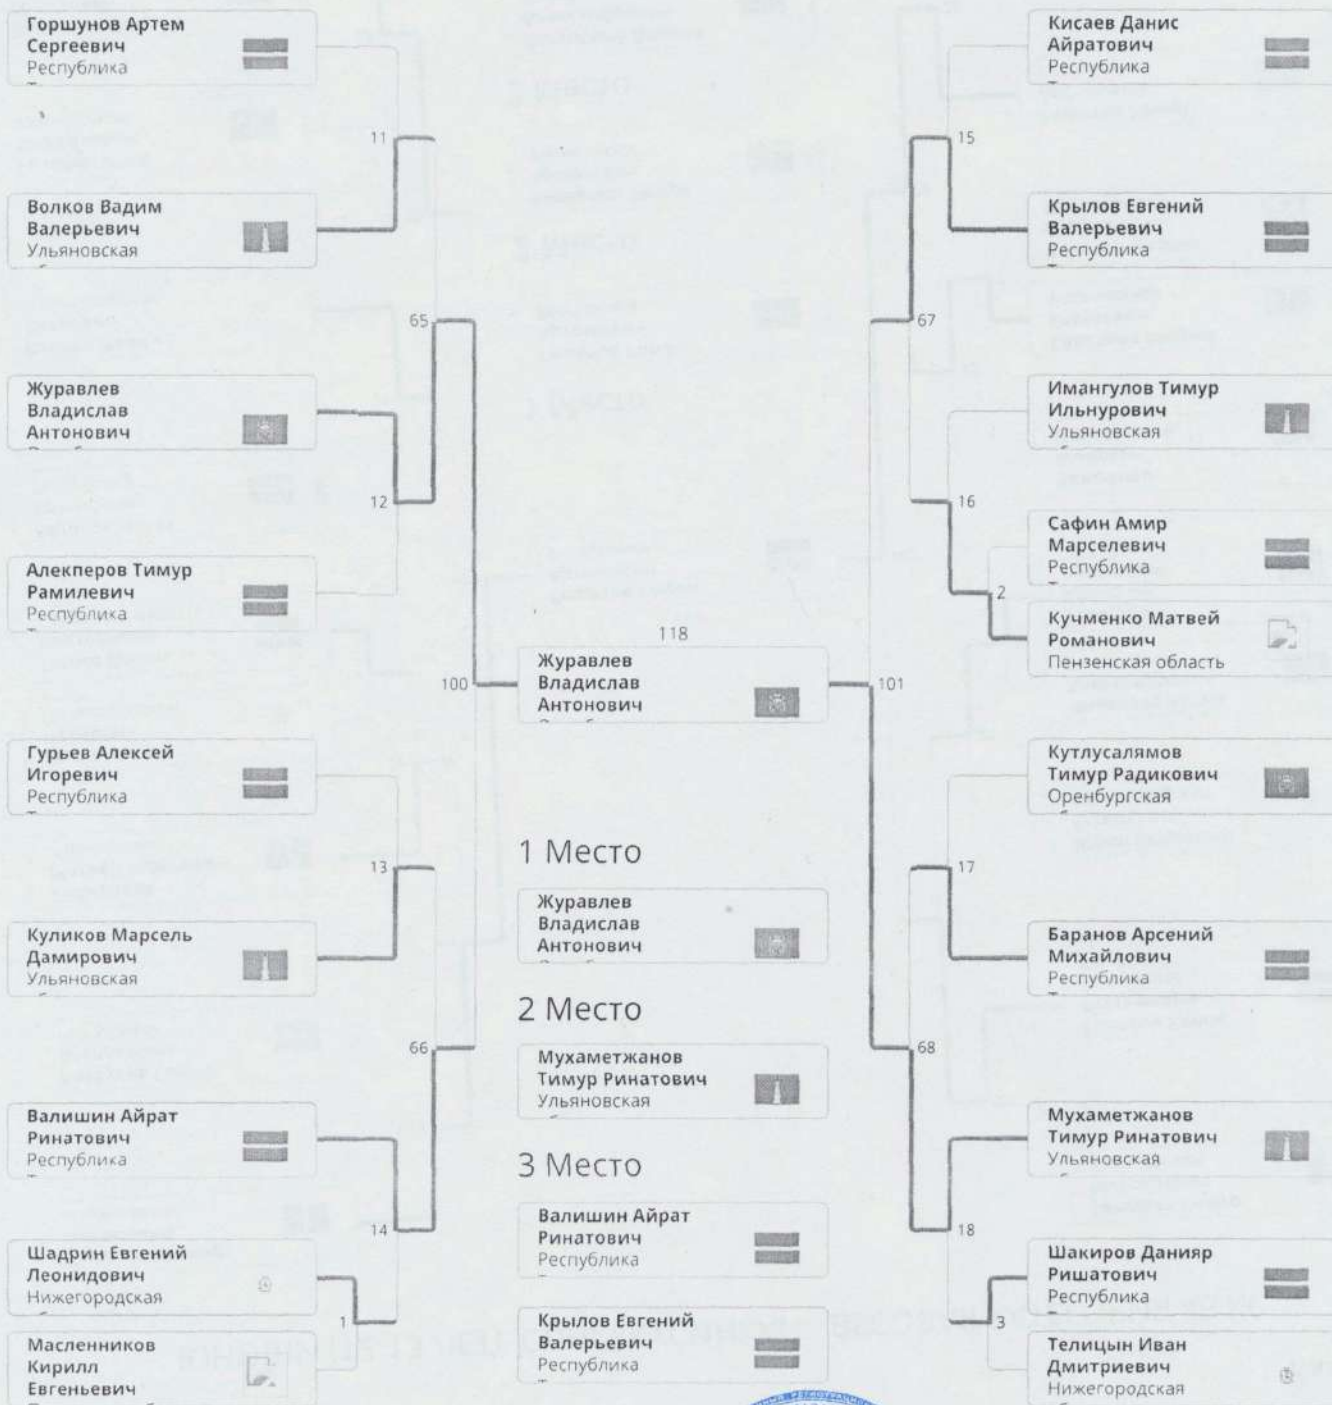 Горшунов Артем
Сергеевич
Республика
11
Волков Вадим
Валерьевич
Ульяновская
65
Журавлев
Владислав
Антонович
12
Алекперов Тимур
Рамилевич
Республика
100
Гурьев Алексей
Игоревич
Республика
13
Куликов Марсель
Дамирович
Ульяновская
66
Валишин Айрат
Ринатович
Республика
14
Шадрин Евгений
Леонидович
Нижегородская
1
Масленников
Кирилл
Евгеньевич
118
Журавлев
Владислав
Антонович
1 Место
Журавлев
Владислав
Антонович
2 Место
Мухаметжанов
Тимур Ринатович
Ульяновская
3 Место
Валишин Айрат
Ринатович
Республика
Крылов Евгений
Валерьевич
Республика
Кисаев Данис
Айратович
Республика
15
Крылов Евгений
Валерьевич
Республика
67
Имангулов Тимур
Ильнурович
Ульяновская
16
Сафин Амир
Марселевич
Республика
2
Кучменко Матвей
Романович
Пензенская область
101
Кутлусалямов
Тимур Радикович
Оренбургская
17
Баранов Арсений
Михайлович
Республика
68
Мухаметжанов
Тимур Ринатович
Ульяновская
18
Шакиров Данияр
Ришатович
Республика
3
Телицын Иван
Дмитриевич
Нижегородская